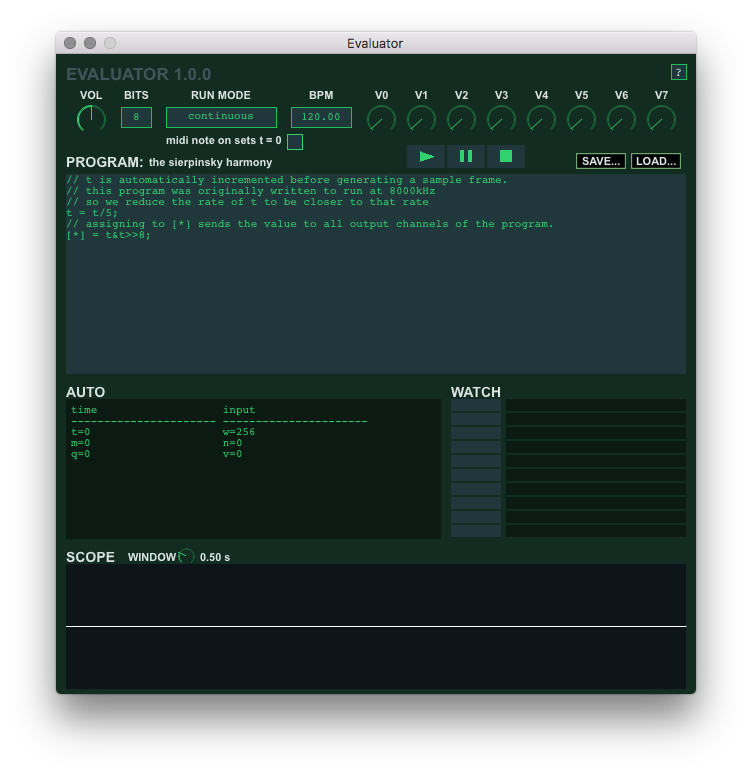 Evaluator
EVALUATOR 1.0.0
?
VOL BITS RUN MODE BPM V0 V1 V2 V3 V4 V5 V6 V7
8 continuous 120.00
midi note on sets t = 0
PROGRAM: the sierpinsky harmony SAVE... LOAD...
// t is automatically incremented before generating a sample frame.
// this program was originally written to run at 8000kHz
// so we reduce the rate of t to be closer to that rate
t = t/5;
// assigning to [*] sends the value to all output channels of the program.
[*] = t&t>>8;
AUTO WATCH
time input
---------------------- ----------------------
t=0 w=256
m=0 n=0
q=0 v=0
SCOPE WINDOW 0.50 s